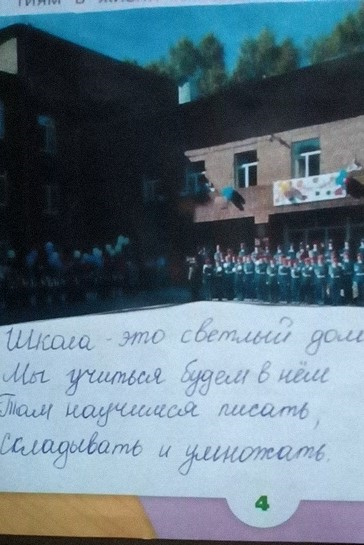 Школа - это светлый дом
Мы учиться будем в нём
Там научимся писать,
Складывать и умножать.
4